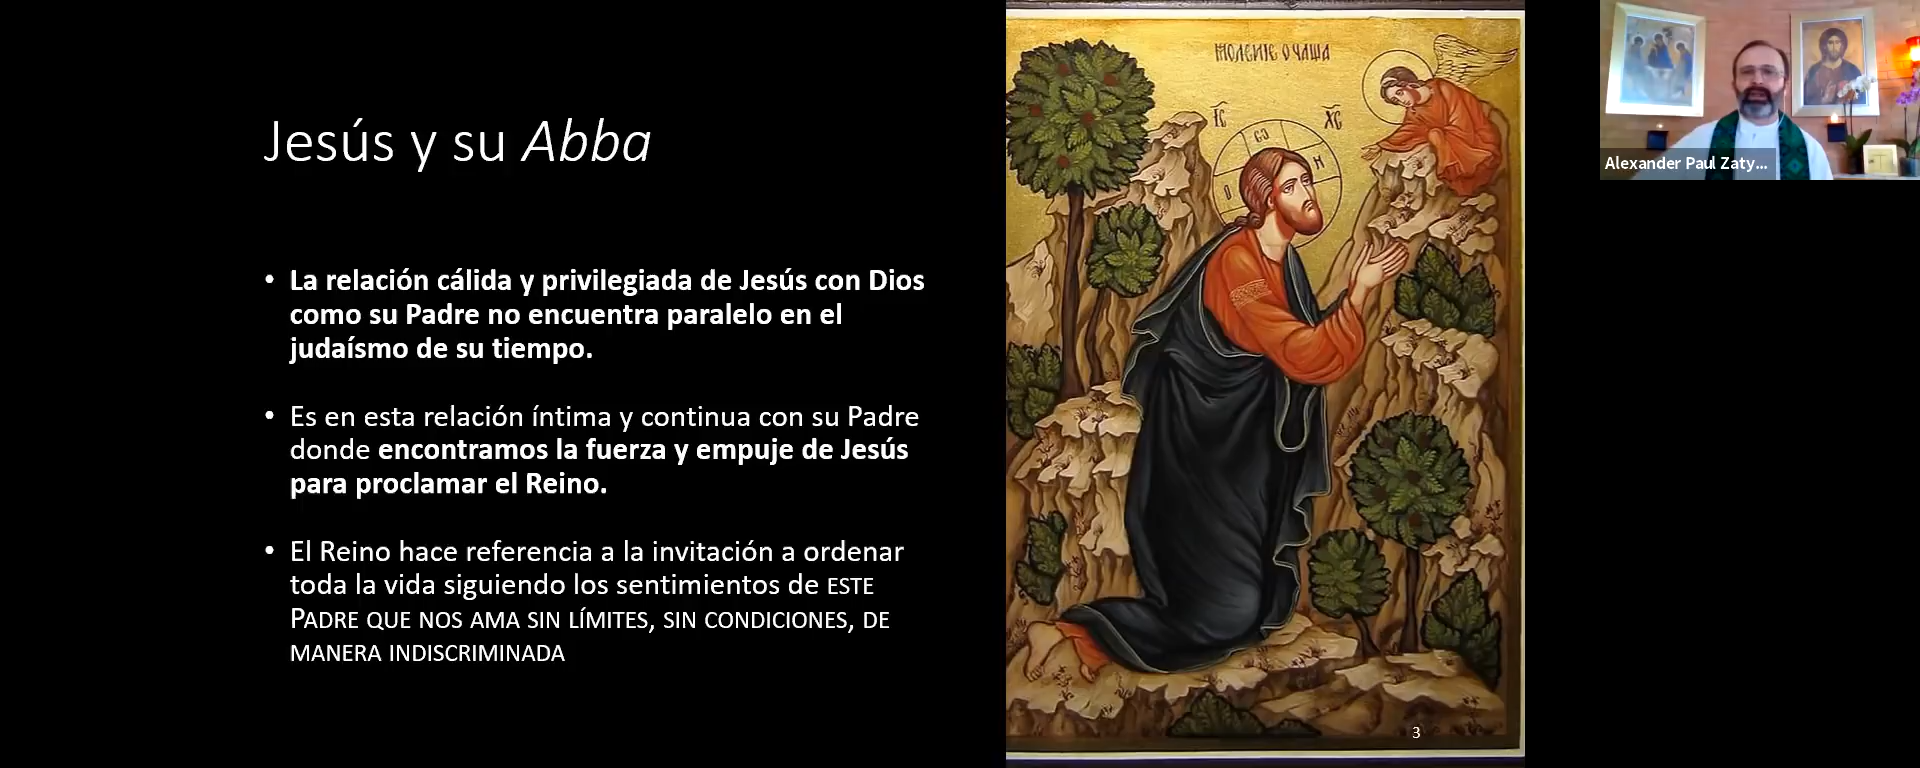 Jesús y su Abba
• La relación cálida y privilegiada de Jesús con Dios
como su Padre no encuentra paralelo en el
judaísmo de su tiempo.
• Es en esta relación íntima y continua con su Padre
donde encontramos la fuerza y empuje de Jesús
para proclamar el Reino.
• El Reino hace referencia a la invitación a ordenar
toda la vida siguiendo los sentimientos de ESTE
PADRE QUE NOS AMA SIN LÍMITES, SIN CONDICIONES, DE
MANERA INDISCRIMINADA
МОЛЕНІЕ О ЧАШИ
ІС ХС
О Н
3
Alexander Paul Zaty...